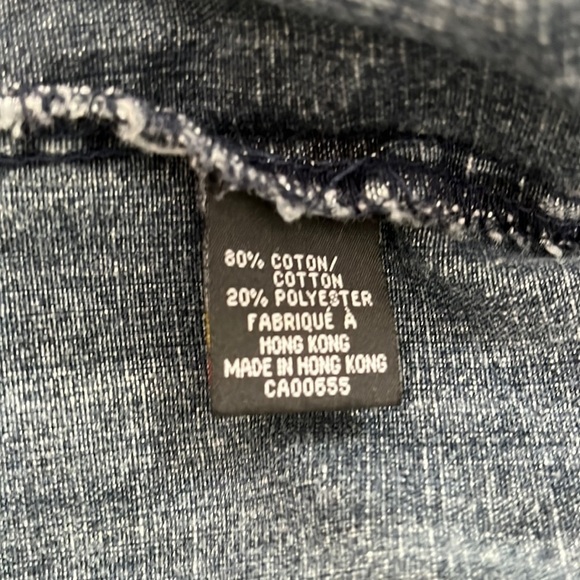 80% COTON/
COTTON
20% POLYESTER
FABRIQUÉ À
HONG KONG
MADE IN HONG KONG
CA00655